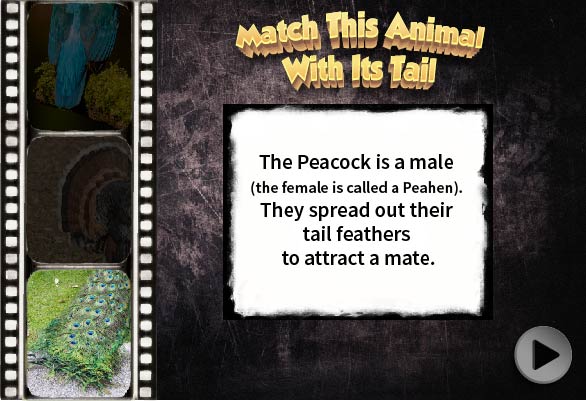 Match This Animal
With Its Tail
The Peacock is a male
(the female is called a Peahen).
They spread out their
tail feathers
to attract a mate.